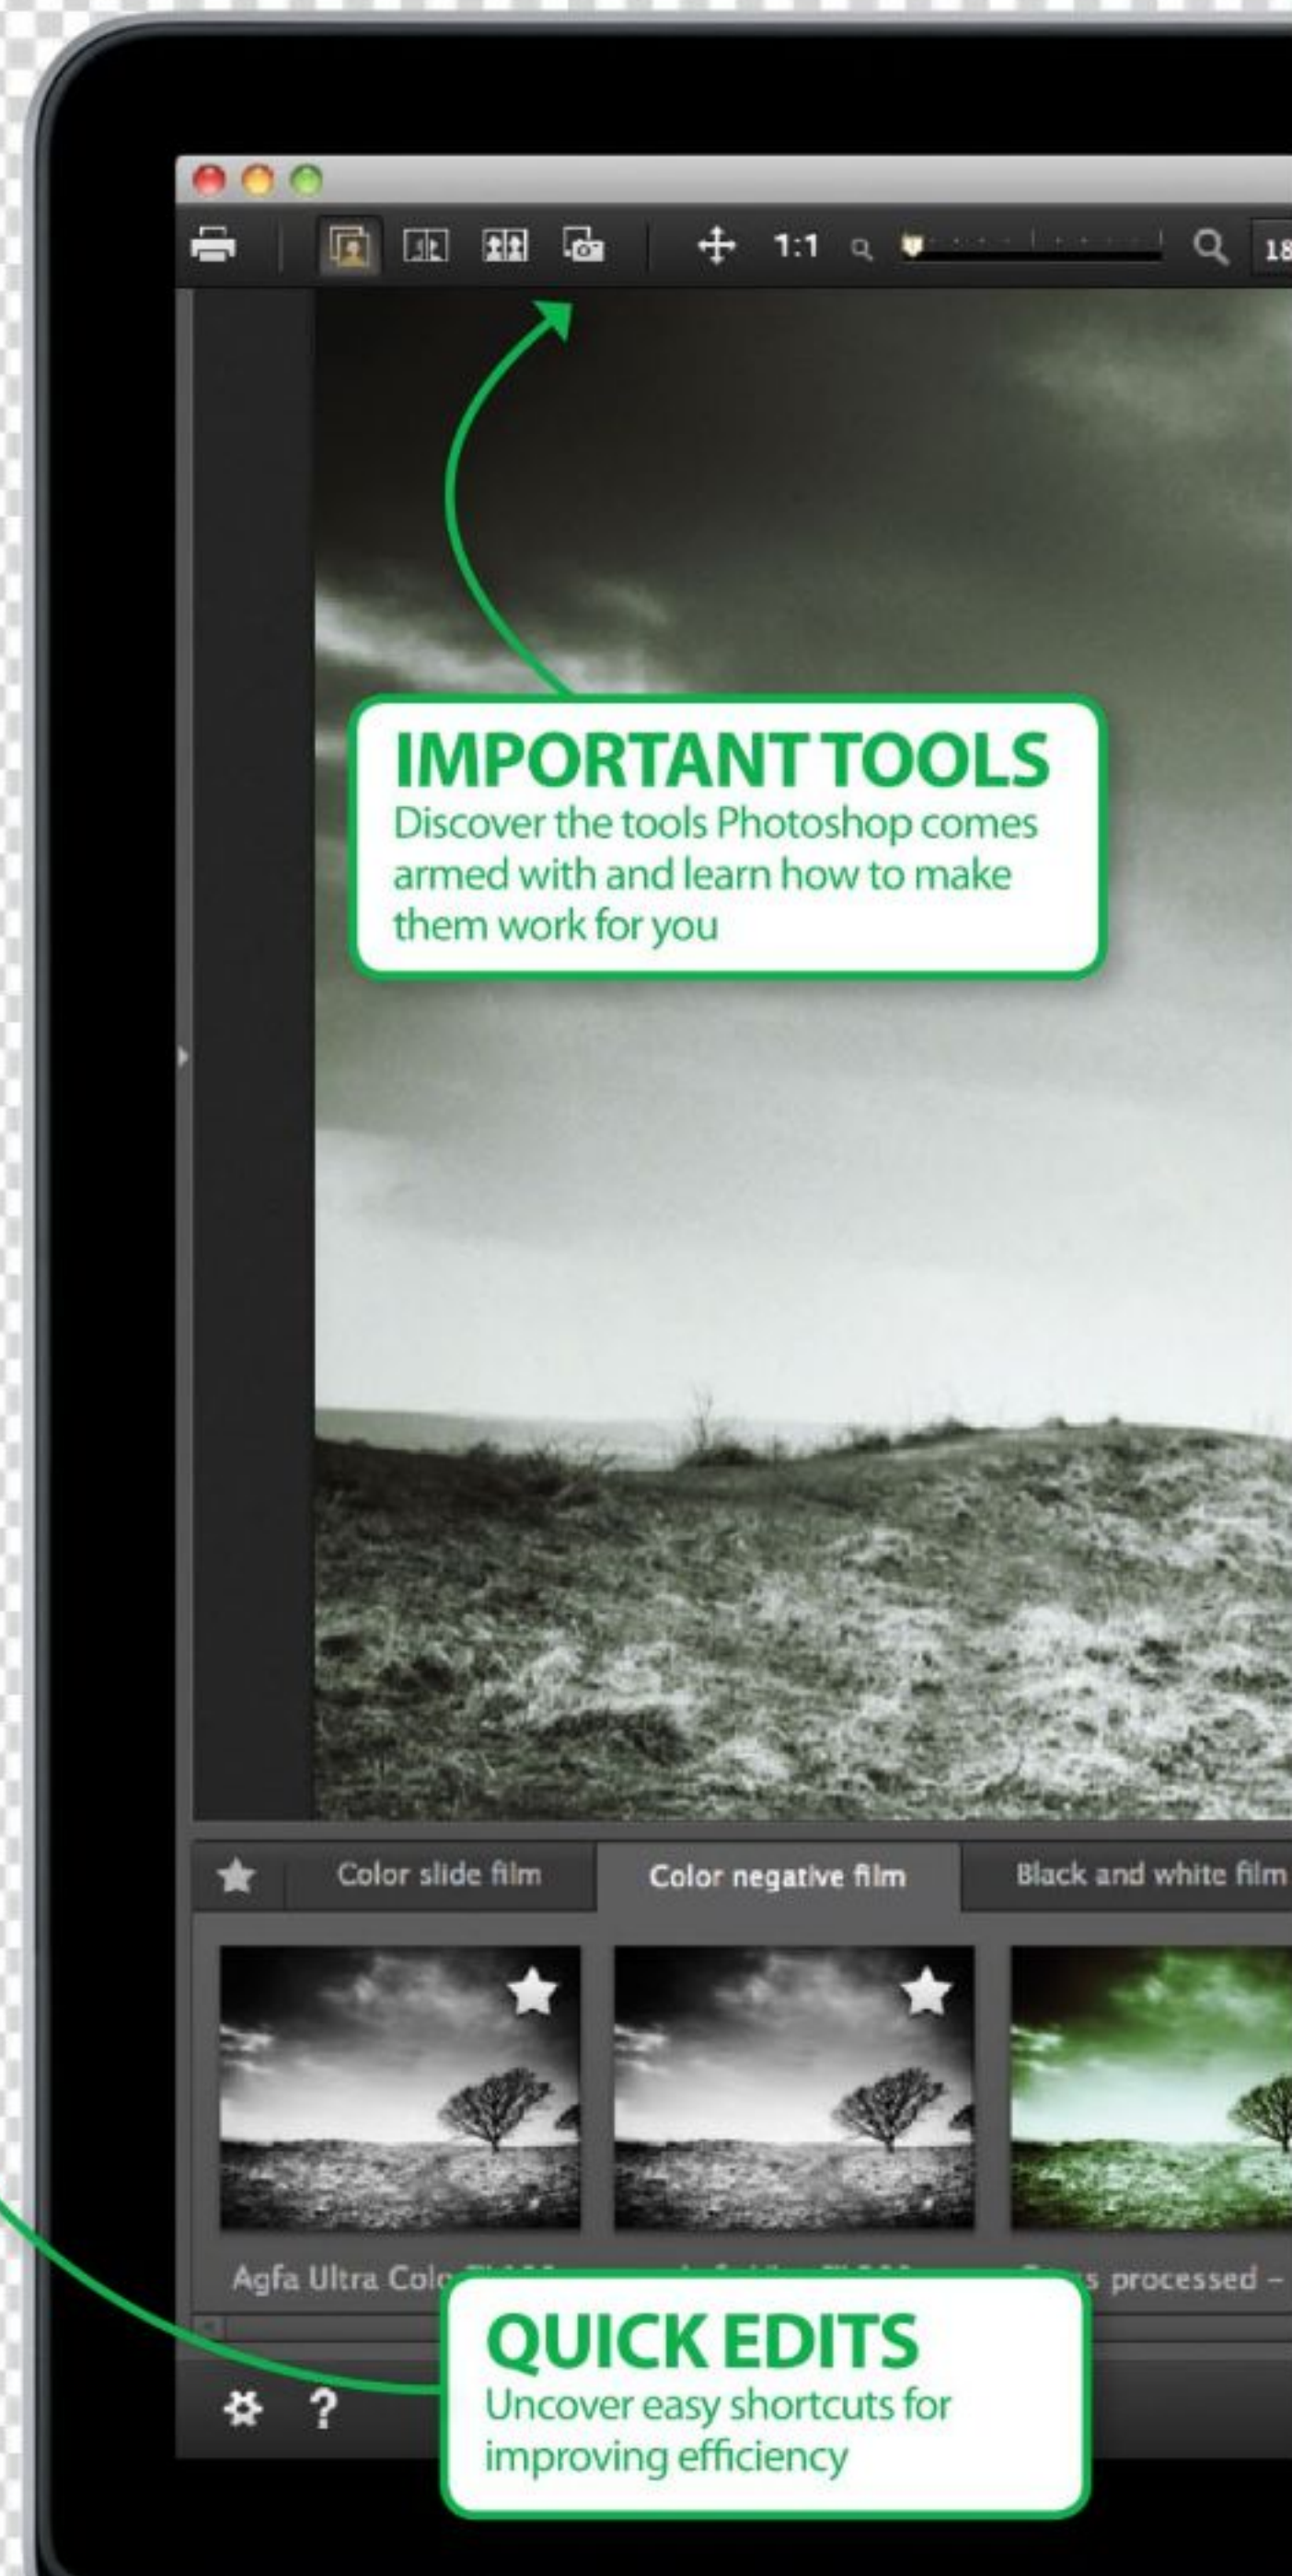 1:1
18
IMPORTANT TOOLS
Discover the tools Photoshop comes
armed with and learn how to make
them work for you
Color slide film
Color negative film
Black and white film
Agfa Ultra
processed –
QUICK EDITS
Uncover easy shortcuts for
improving efficiency
?